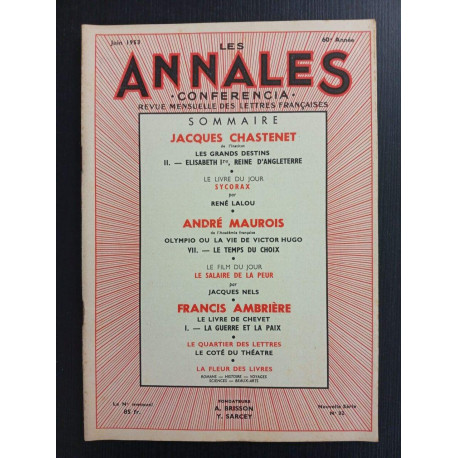 Juin 1953
60e Année
LES
ANNALES
· CONFERENCIA ·
REVUE MENSUELLE DES LETTRES FRANÇAISES
SOMMAIRE
JACQUES CHASTENET
de l'Institut
LES GRANDS DESTINS
II. — ELISABETH Ire, REINE D'ANGLETERRE
LE LIVRE DU JOUR
SYCORAX
par
RENÉ LALOU
ANDRÉ MAUROIS
de l'Académie française
OLYMPIO OU LA VIE DE VICTOR HUGO
VII. — LE TEMPS DU CHOIX
LE FILM DU JOUR
LE SALAIRE DE LA PEUR
par
JACQUES NELS
FRANCIS AMBRIÈRE
LE LIVRE DE CHEVET
I. — LA GUERRE ET LA PAIX
LE QUARTIER DES LETTRES
LE COTÉ DU THÉATRE
LA FLEUR DES LIVRES
ROMANS — HISTOIRE — VOYAGES
SCIENCES — BEAUX-ARTS
Le No mensuel
85 fr.
FONDATEURS
A. BRISSON
Y. SARCEY
Nouvelle Série
No 32